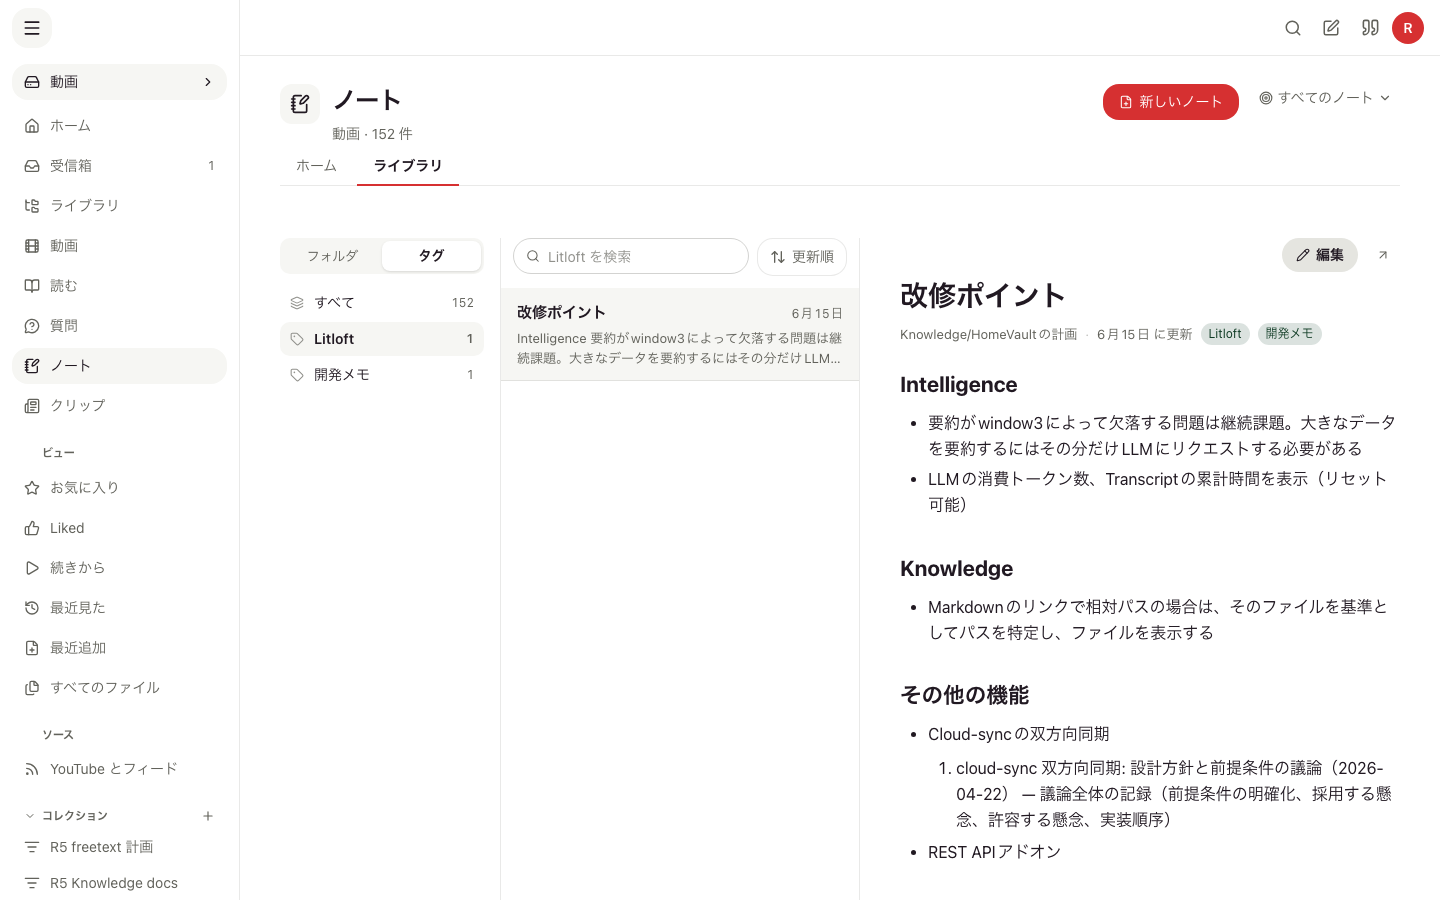 動画
ホーム
受信箱 1
ライブラリ
動画
読む
質問
ノート
クリップ
ビュー
お気に入り
Liked
続きから
最近見た
最近追加
すべてのファイル
ソース
YouTube とフィード
コレクション
R5 freetext 計画
R5 Knowledge docs
R
ノート
動画 · 152 件
新しいノート
すべてのノート
ホーム ライブラリ
フォルダ タグ
すべて 152
Litloft 1
開発メモ 1
Litloft を検索
更新順
改修ポイント 6月15日
Intelligence 要約がwindow3によって欠落する問題は継
続課題。大きなデータを要約するにはその分だけLLM...
編集
改修ポイント
Knowledge/HomeVaultの計画 · 6月15日 に更新 Litloft 開発メモ
Intelligence
• 要約がwindow3によって欠落する問題は継続課題。大きなデータ
を要約するにはその分だけLLMにリクエストする必要がある
• LLMの消費トークン数、Transcriptの累計時間を表示（リセット
可能）
Knowledge
• Markdownのリンクで相対パスの場合は、そのファイルを基準と
してパスを特定し、ファイルを表示する
その他の機能
• Cloud-syncの双方向同期
1. cloud-sync 双方向同期: 設計方針と前提条件の議論（2026-
04-22） — 議論全体の記録（前提条件の明確化、採用する懸
念、許容する懸念、実装順序）
• REST APIアドオン